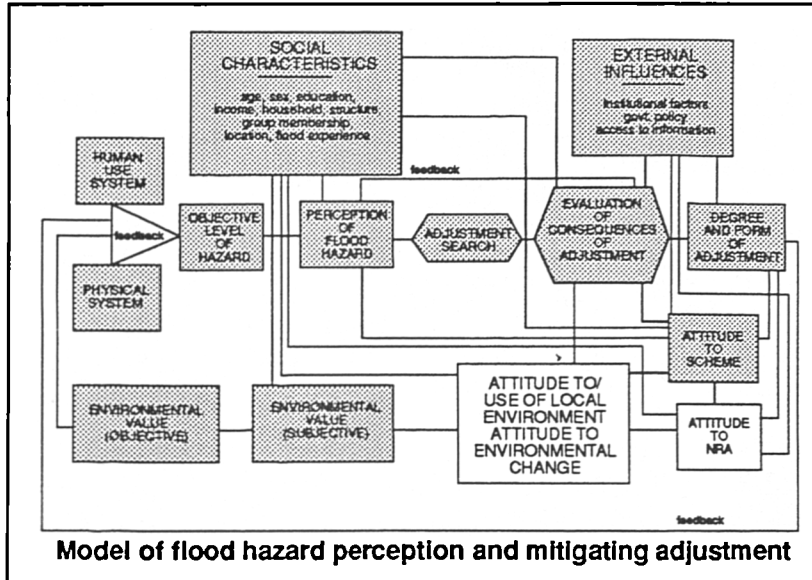 SOCIAL
CHARACTERISTICS
age, sex, education,
income, household, structure
group membership
location, flood experience
EXTERNAL
INFLUENCES
institutional factors
govt. policy
access to information
HUMAN
USE SYSTEM
feedback
PHYSICAL
SYSTEM
OBJECTIVE
LEVEL
OF
HAZARD
feedback
PERCEPTION
OF
FLOOD
HAZARD
ADJUSTMENT
SEARCH
EVALUATION
OF
CONSEQUENCES
OF
ADJUSTMENT
DEGREE
AND FORM
OF
ADJUSTMENT
ATTITUDE
TO
SCHEME
ENVIRONMENTAL
VALUE
(OBJECTIVE)
ENVIRONMENTAL
VALUE
(SUBJECTIVE)
ATTITUDE TO/
USE OF LOCAL
ENVIRONMENT
ATTITUDE TO
ENVIRONMENTAL
CHANGE
ATTITUDE
TO
NRA
feedback
Model of flood hazard perception and mitigating adjustment